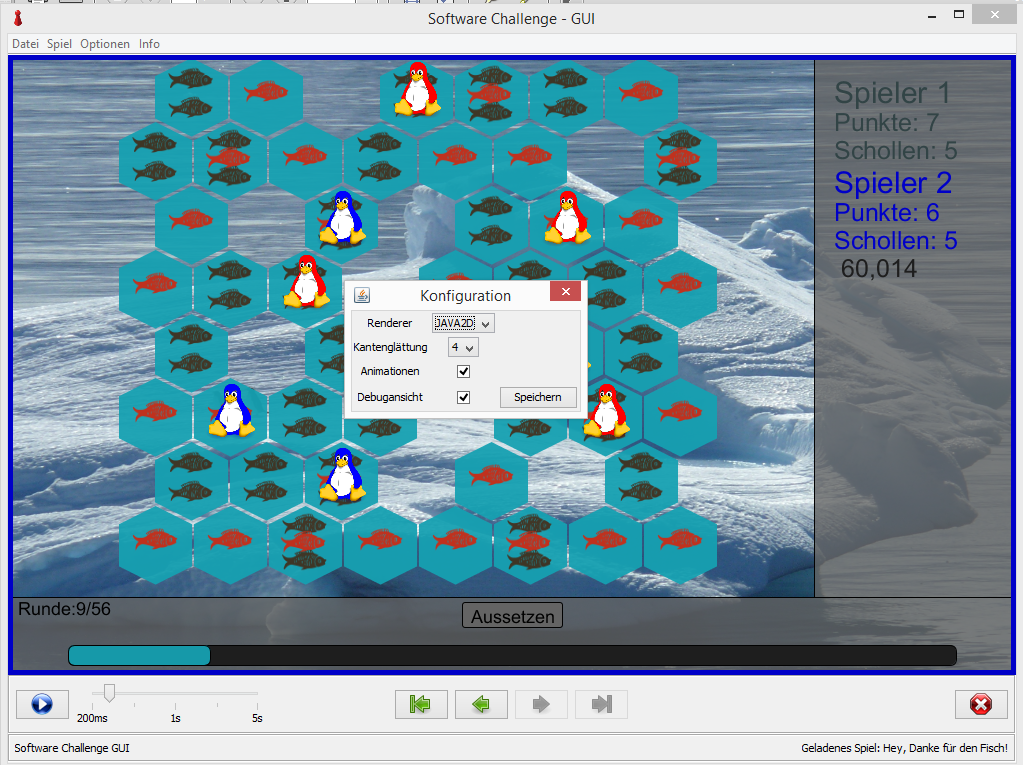 Software Challenge - GUI
Datei Spiel Optionen Info
Spieler 1
Punkte: 7
Schollen: 5
Spieler 2
Punkte: 6
Schollen: 5
60,014
Konfiguration
Renderer JAVA2D
Kantenglättung 4
Animationen
Debugansicht Speichern
Runde:9/56
Aussetzen
200ms 1s 5s
Software Challenge GUI Geladenes Spiel: Hey, Danke für den Fisch!